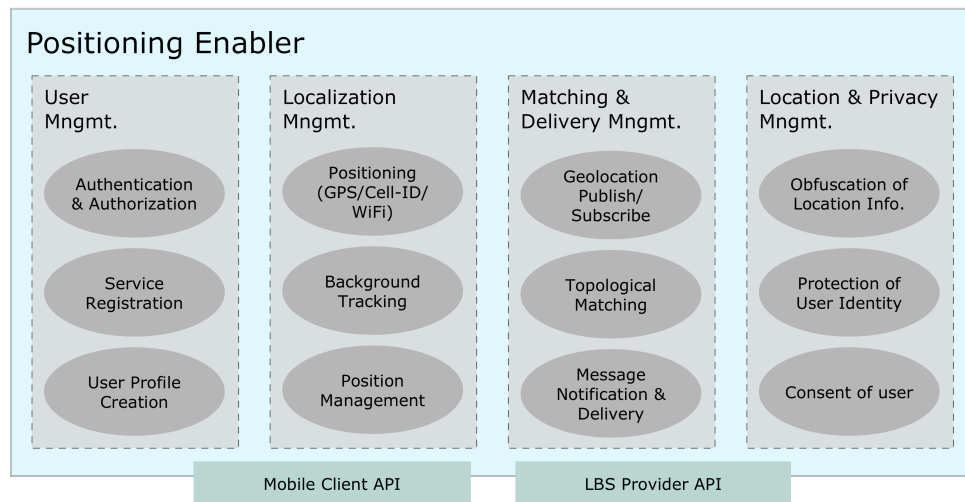 Positioning Enabler
User
Mngmt.
Authentication
& Authorization
Service
Registration
User Profile
Creation
Localization
Mngmt.
Positioning
(GPS/Cell-ID/
WiFi)
Background
Tracking
Position
Management
Matching &
Delivery Mngmt.
Geolocation
Publish/
Subscribe
Topological
Matching
Message
Notification &
Delivery
Location & Privacy
Mngmt.
Obfuscation of
Location Info.
Protection of
User Identity
Consent of user
Mobile Client API
LBS Provider API